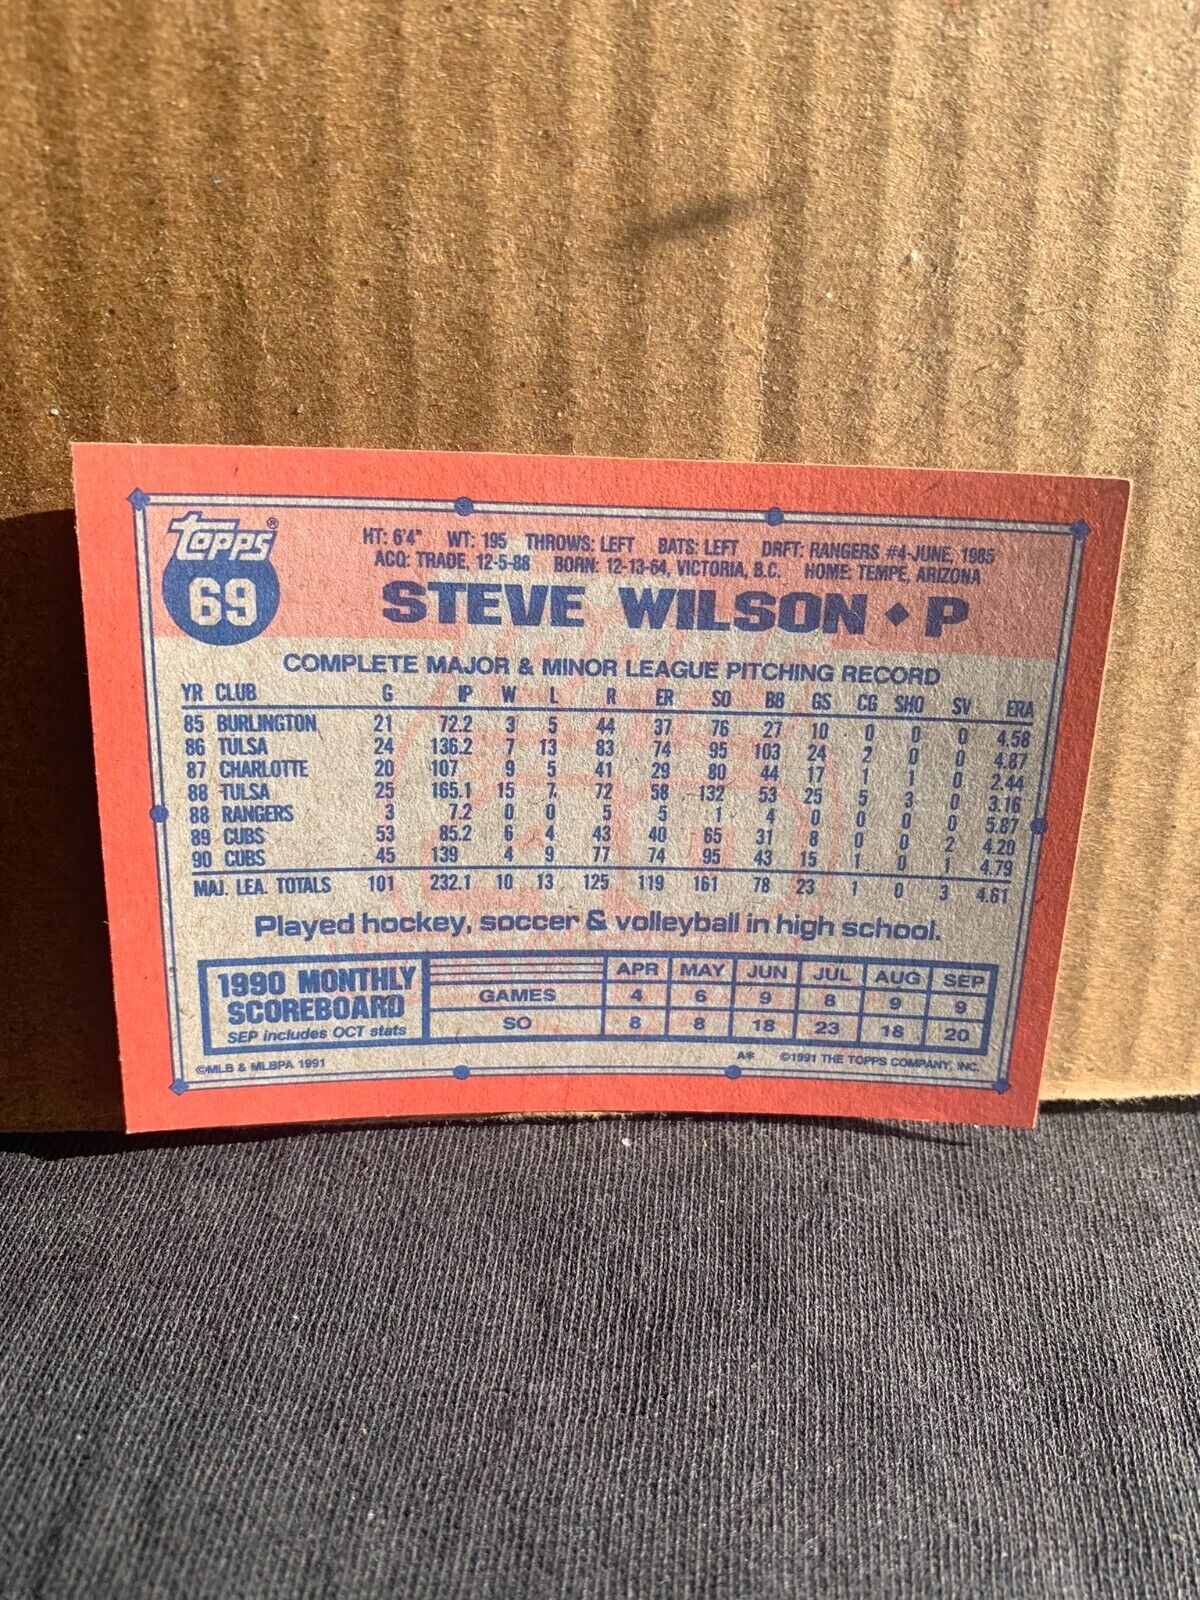 topps®
69
HT: 6'4" WT: 195 THROWS: LEFT BATS: LEFT DRFT: RANGERS #4-JUNE, 1985
ACQ: TRADE, 12-5-88 BORN: 12-13-64, VICTORIA, B.C. HOME: TEMPE, ARIZONA
STEVE WILSON ◆ P
COMPLETE MAJOR & MINOR LEAGUE PITCHING RECORD
YR CLUB G IP W L R ER SO BB GS CG SHO SV ERA
85 BURLINGTON 21 72.2 3 5 44 37 76 27 10 0 0 0 4.58
86 TULSA 24 136.2 7 13 83 74 95 103 24 2 0 0 4.87
87 CHARLOTTE 20 107 9 5 41 29 80 44 17 1 1 0 2.44
88 TULSA 25 165.1 15 7 72 58 132 53 25 5 3 0 3.16
88 RANGERS 3 7.2 0 0 5 5 1 4 0 0 0 0 5.87
89 CUBS 53 85.2 6 4 43 40 65 31 8 0 0 2 4.20
90 CUBS 45 139 4 9 77 74 95 43 15 1 0 1 4.79
MAJ. LEA. TOTALS 101 232.1 10 13 125 119 161 78 23 1 0 3 4.61
Played hockey, soccer & volleyball in high school.
1990 MONTHLY
SCOREBOARD
SEP includes OCT stats
APR MAY JUN JUL AUG SEP
GAMES 4 6 9 8 9 9
SO 8 8 18 23 18 20
©MLB & MLBPA 1991 A* ©1991 THE TOPPS COMPANY, INC.